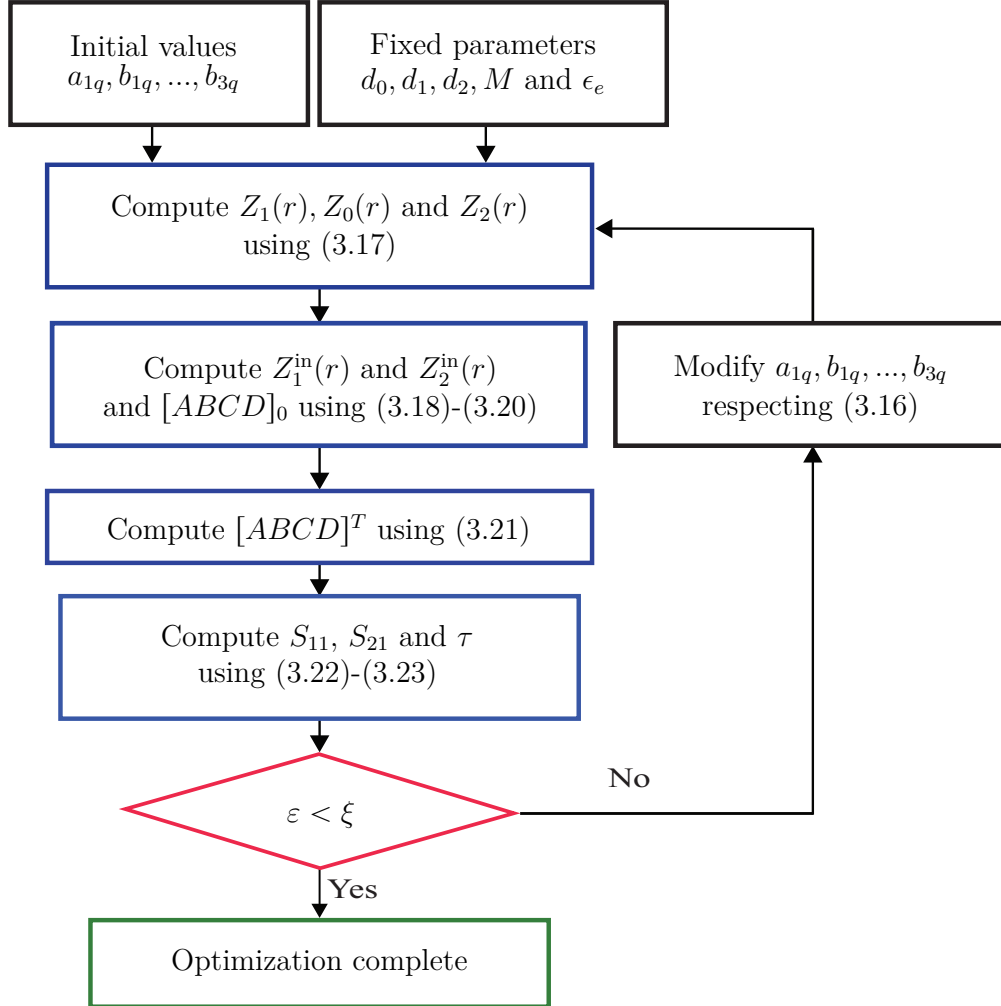 Initial values
a_{1q}, b_{1q}, ..., b_{3q}
Fixed parameters
d_0, d_1, d_2, M and ϵ_e
Compute Z_1(r), Z_0(r) and Z_2(r)
using (3.17)
Compute Z_1^{in}(r) and Z_2^{in}(r)
and [ABCD]_0 using (3.18)-(3.20)
Modify a_{1q}, b_{1q}, ..., b_{3q}
respecting (3.16)
Compute [ABCD]^T using (3.21)
Compute S_{11}, S_{21} and τ
using (3.22)-(3.23)
No
ε < ξ
Yes
Optimization complete